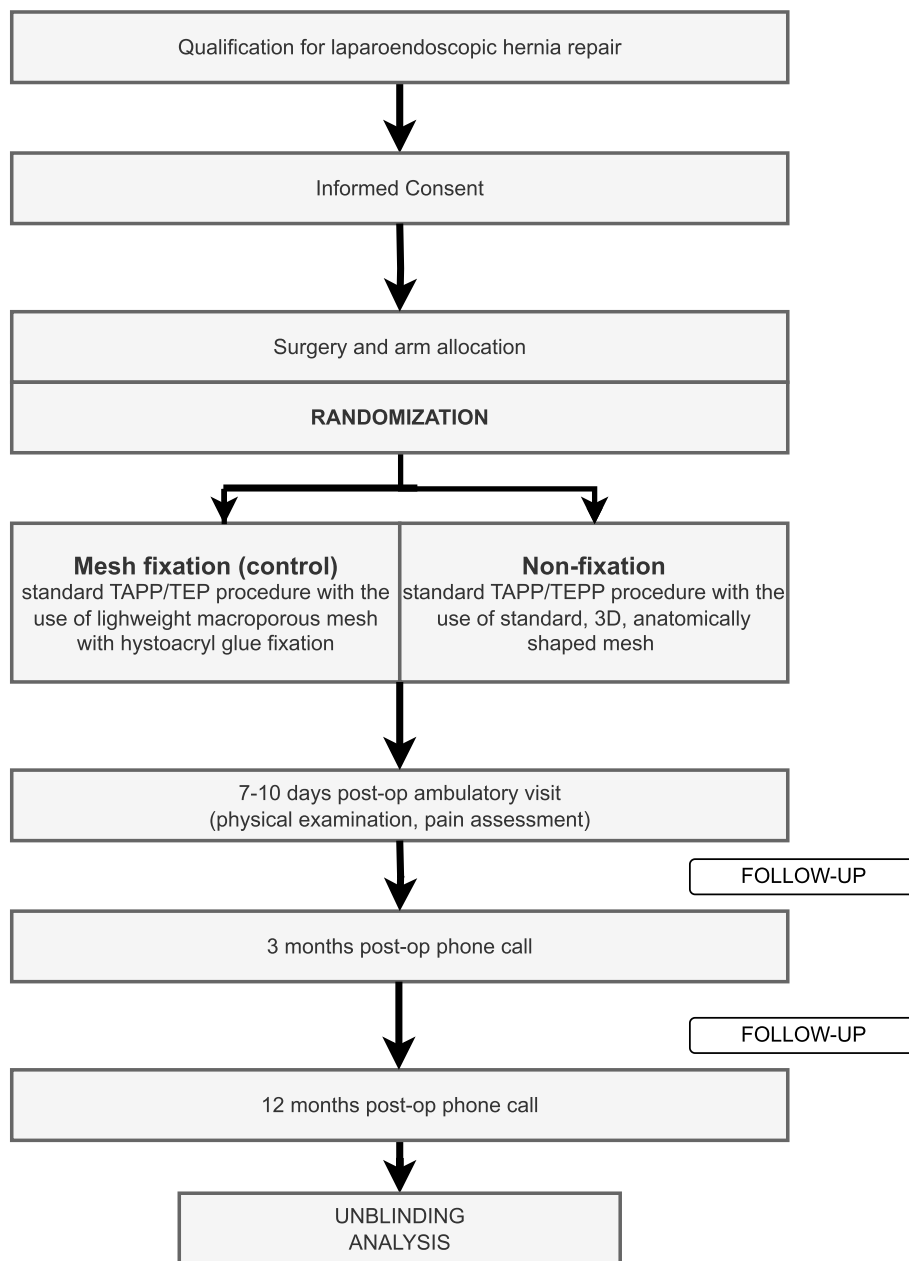 Qualification for laparoendoscopic hernia repair
Informed Consent
Surgery and arm allocation
RANDOMIZATION
Mesh fixation (control)
standard TAPP/TEP procedure with the
use of lighweight macroporous mesh
with hystoacryl glue fixation
Non-fixation
standard TAPP/TEPP procedure with the
use of standard, 3D, anatomically
shaped mesh
7-10 days post-op ambulatory visit
(physical examination, pain assessment)
FOLLOW-UP
3 months post-op phone call
FOLLOW-UP
12 months post-op phone call
UNBLINDING
ANALYSIS